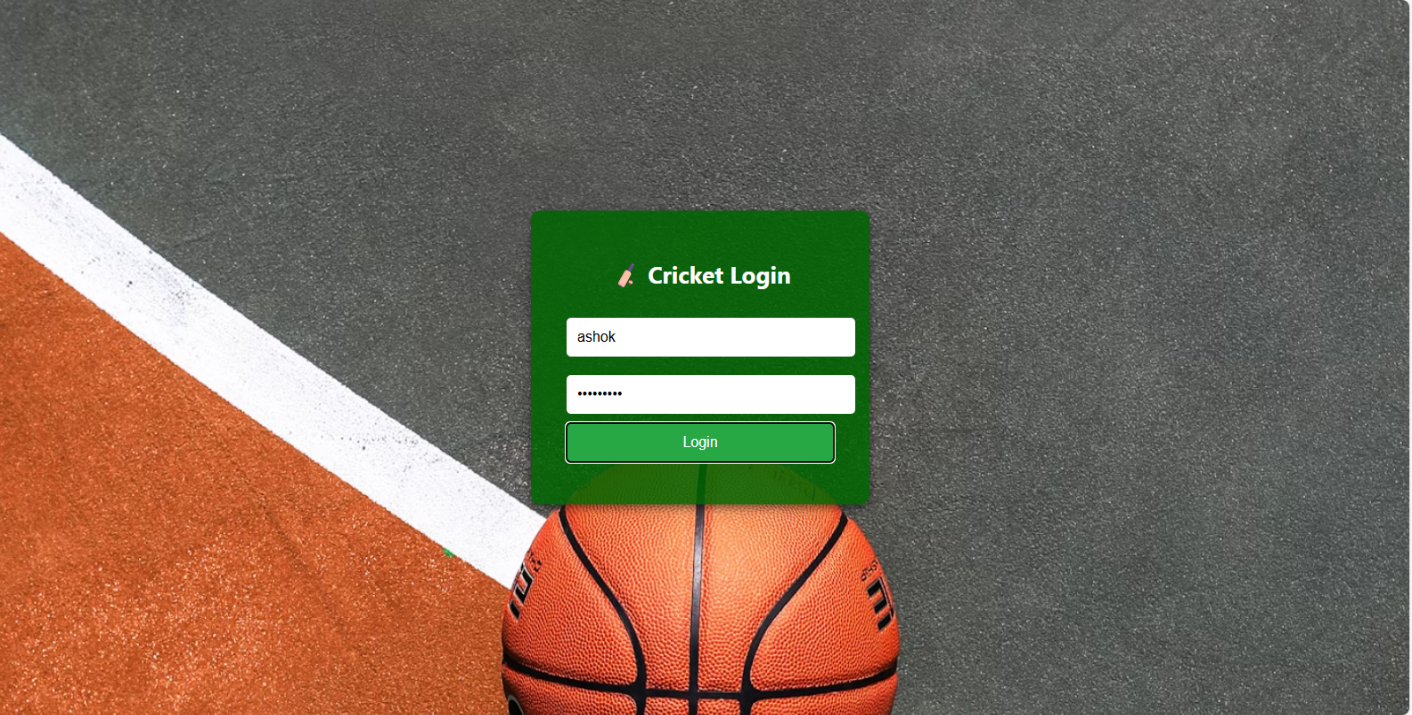 Cricket Login
ashok
•••••••••
Login